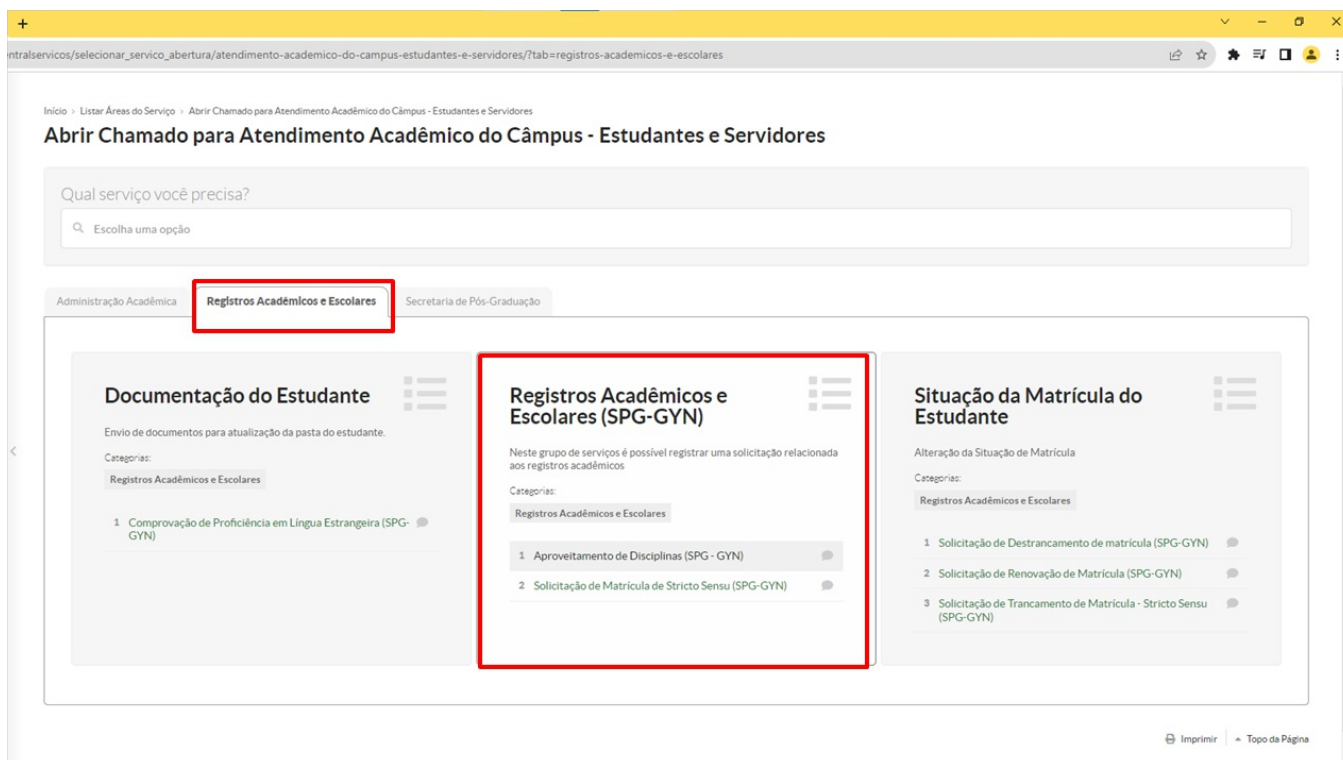 ntralservicos/selecionar_servico_abertura/atendimento-academico-do-campus-estudantes-e-servidores/?tab=registros-academicos-e-escolares
Início > Listar Áreas do Serviço > Abrir Chamado para Atendimento Acadêmico do Câmpus - Estudantes e Servidores
Abrir Chamado para Atendimento Acadêmico do Câmpus - Estudantes e Servidores
Qual serviço você precisa?
Escolha uma opção
Administração Acadêmica
Registros Acadêmicos e Escolares
Secretaria de Pós-Graduação
Documentação do Estudante
Envio de documentos para atualização da pasta do estudante.
Categorias:
Registros Acadêmicos e Escolares
1 Comprovação de Proficiência em Língua Estrangeira (SPG-
GYN)
Registros Acadêmicos e
Escolares (SPG-GYN)
Neste grupo de serviços é possível registrar uma solicitação relacionada
aos registros acadêmicos
Categorias:
Registros Acadêmicos e Escolares
1 Aproveitamento de Disciplinas (SPG - GYN)
2 Solicitação de Matrícula de Stricto Sensu (SPG-GYN)
Situação da Matrícula do
Estudante
Alteração da Situação de Matrícula
Categorias:
Registros Acadêmicos e Escolares
1 Solicitação de Destrancamento de matrícula (SPG-GYN)
2 Solicitação de Renovação de Matrícula (SPG-GYN)
3 Solicitação de Trancamento de Matrícula - Stricto Sensu
(SPG-GYN)
Imprimir
Topo da Página